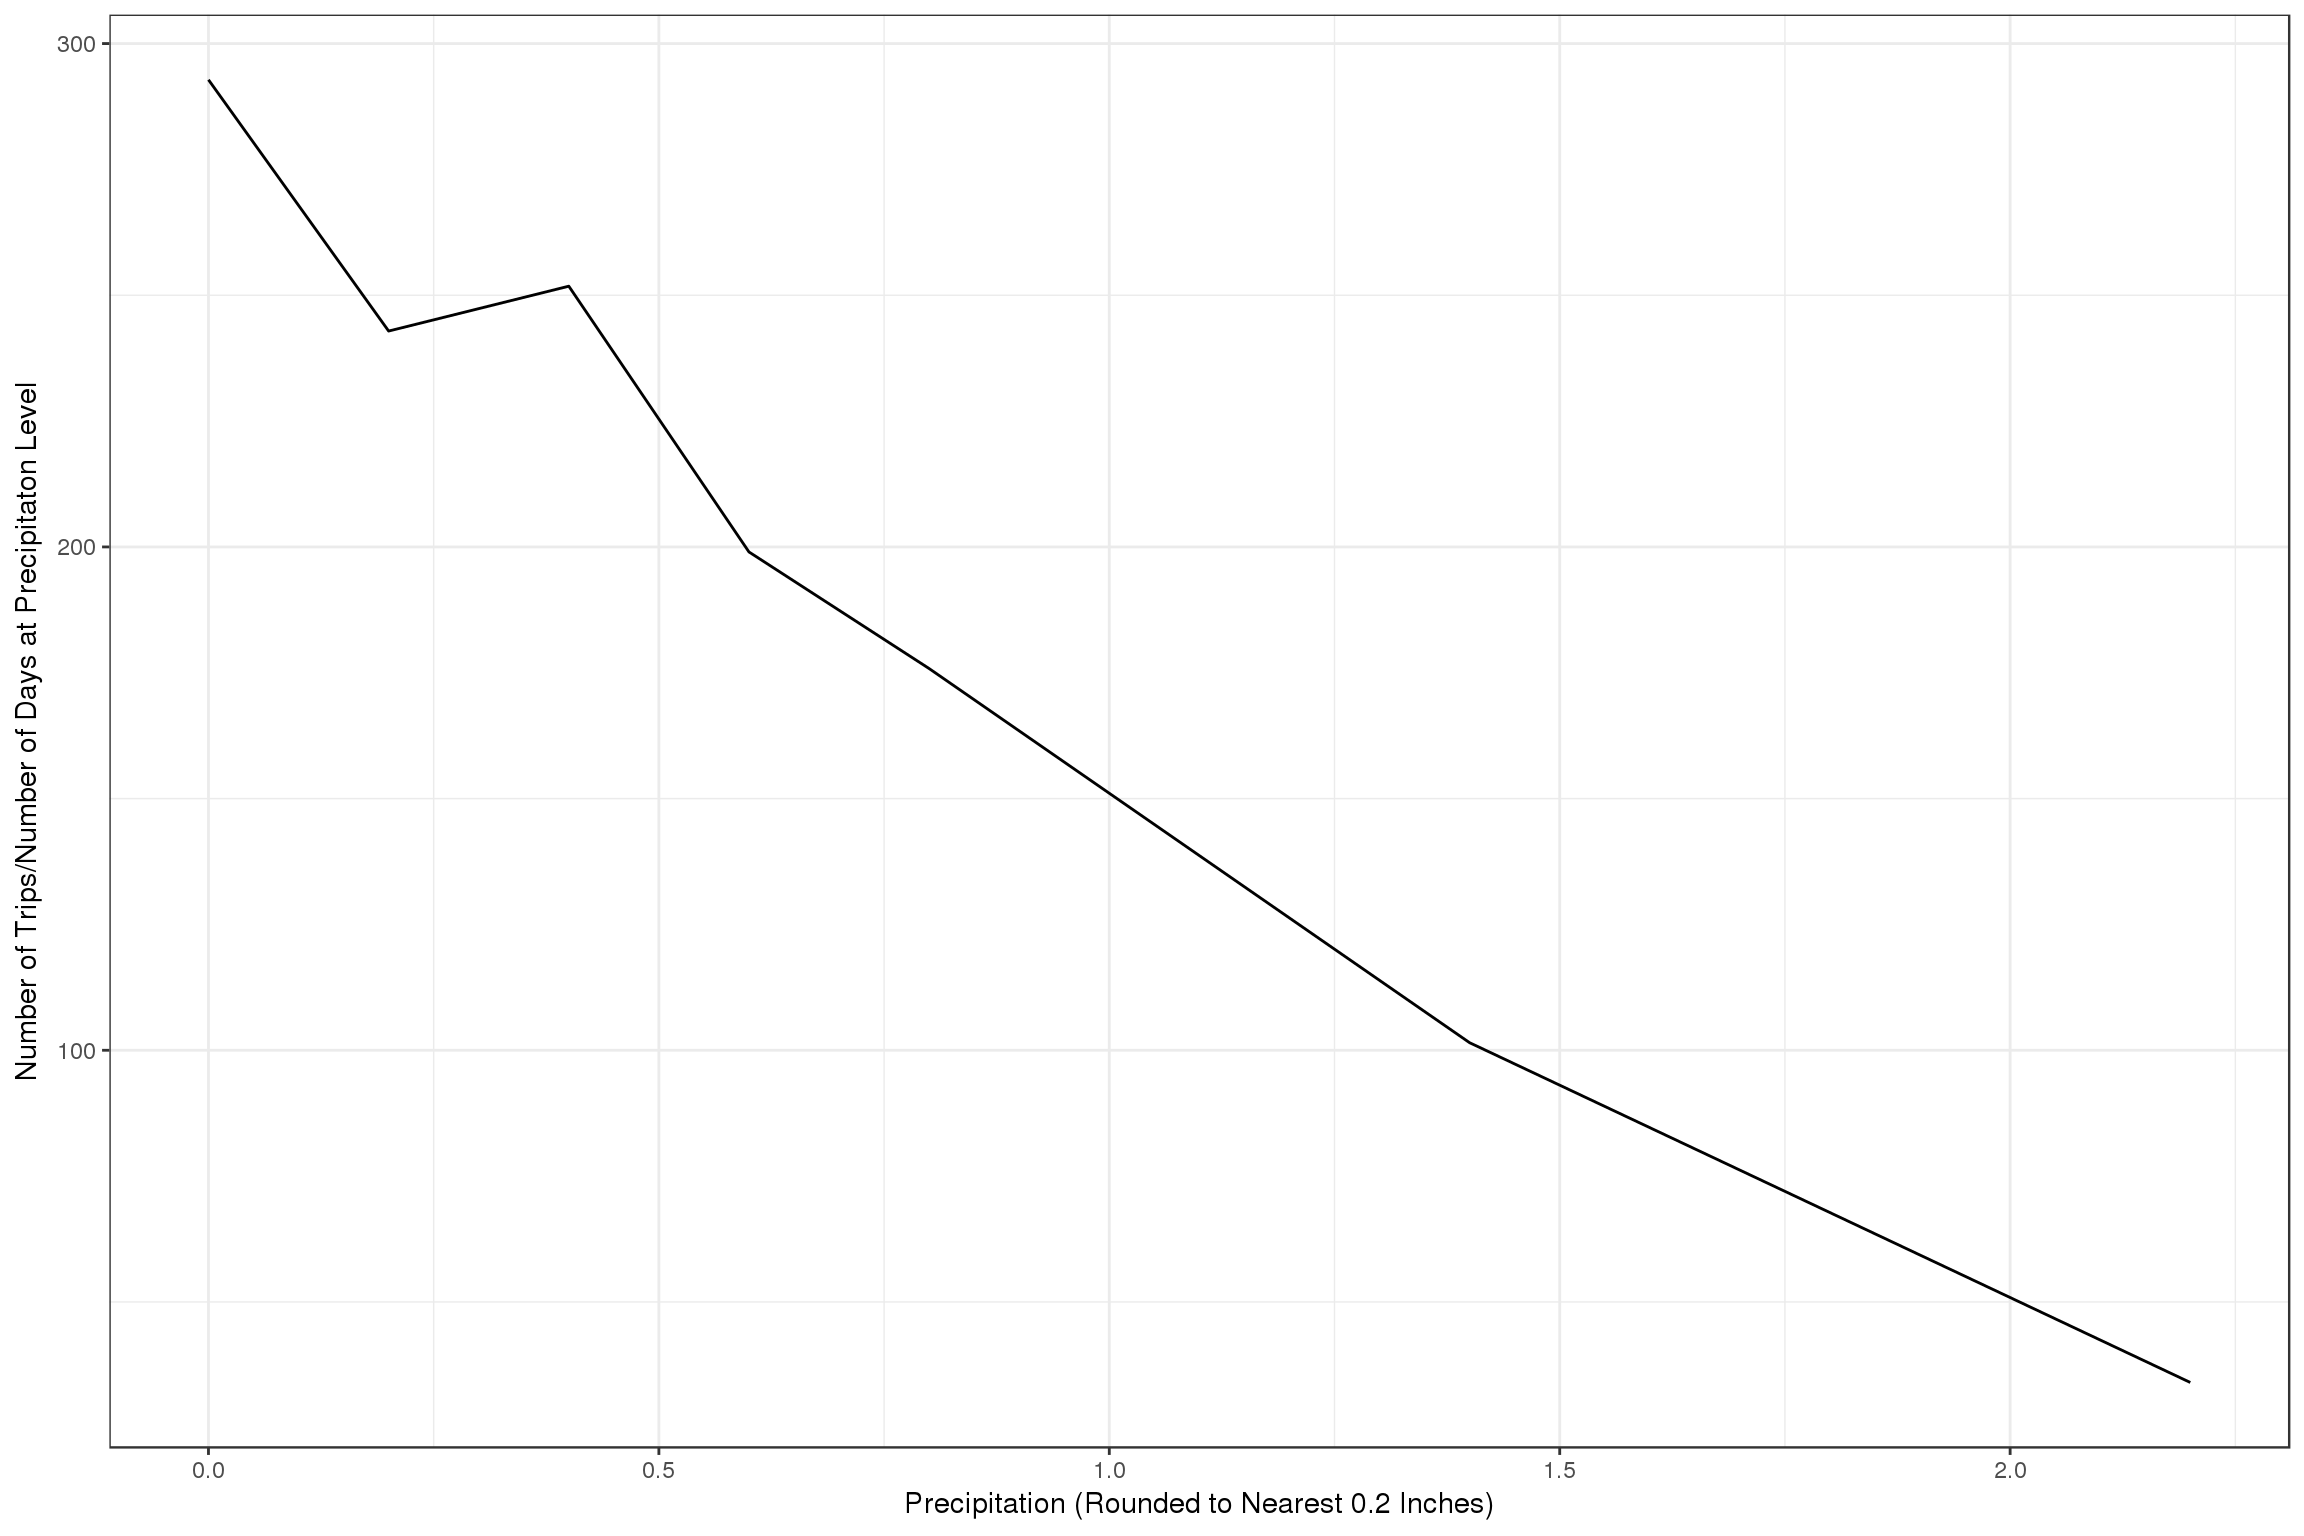 Number of Trips/Number of Days at Precipitaton Level
300
200
100
0.0 0.5 1.0 1.5 2.0
Precipitation (Rounded to Nearest 0.2 Inches)